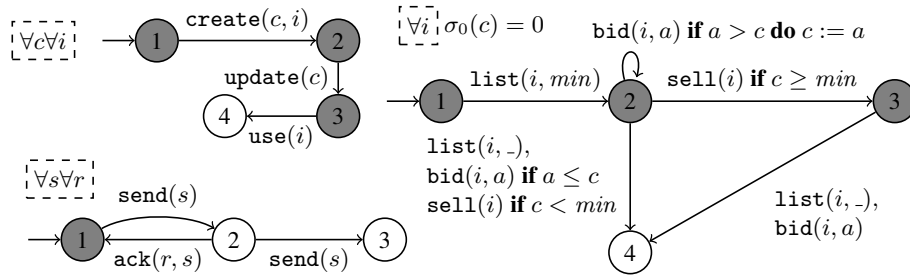 ∀c∀i
1
create(c, i)
2
update(c)
3
use(i)
4
∀s∀r
1
send(s)
2
ack(r, s)
send(s)
3
∀i σ₀(c) = 0
1
list(i, min)
2
bid(i, a) if a > c do c := a
sell(i) if c ≥ min
3
list(i, _),
bid(i, a) if a ≤ c
sell(i) if c < min
list(i, _),
bid(i, a)
4